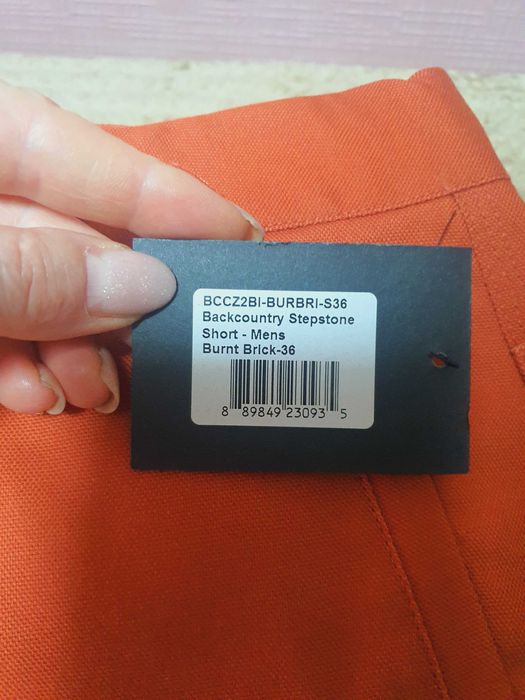 BCCZ2BI-BURBRI-S36
Backcountry Stepstone
Short - Mens
Burnt Brick-36
8 89849 23093 5